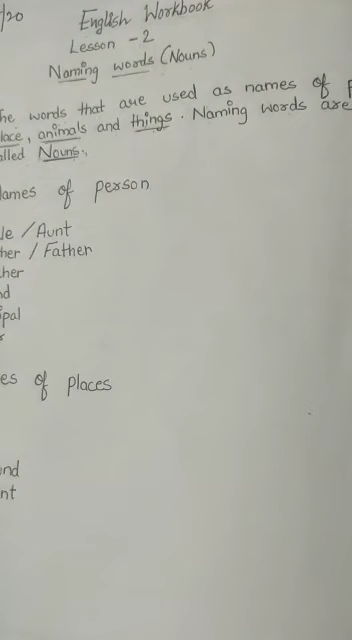 /20 English Workbook
Lesson - 2
Naming words (Nouns)
he words that are used as names of
lace, animals and things. Naming words are
alled Nouns.
ames of person
le / Aunt
her / Father
her
nd
ipal
es of places
und
nt